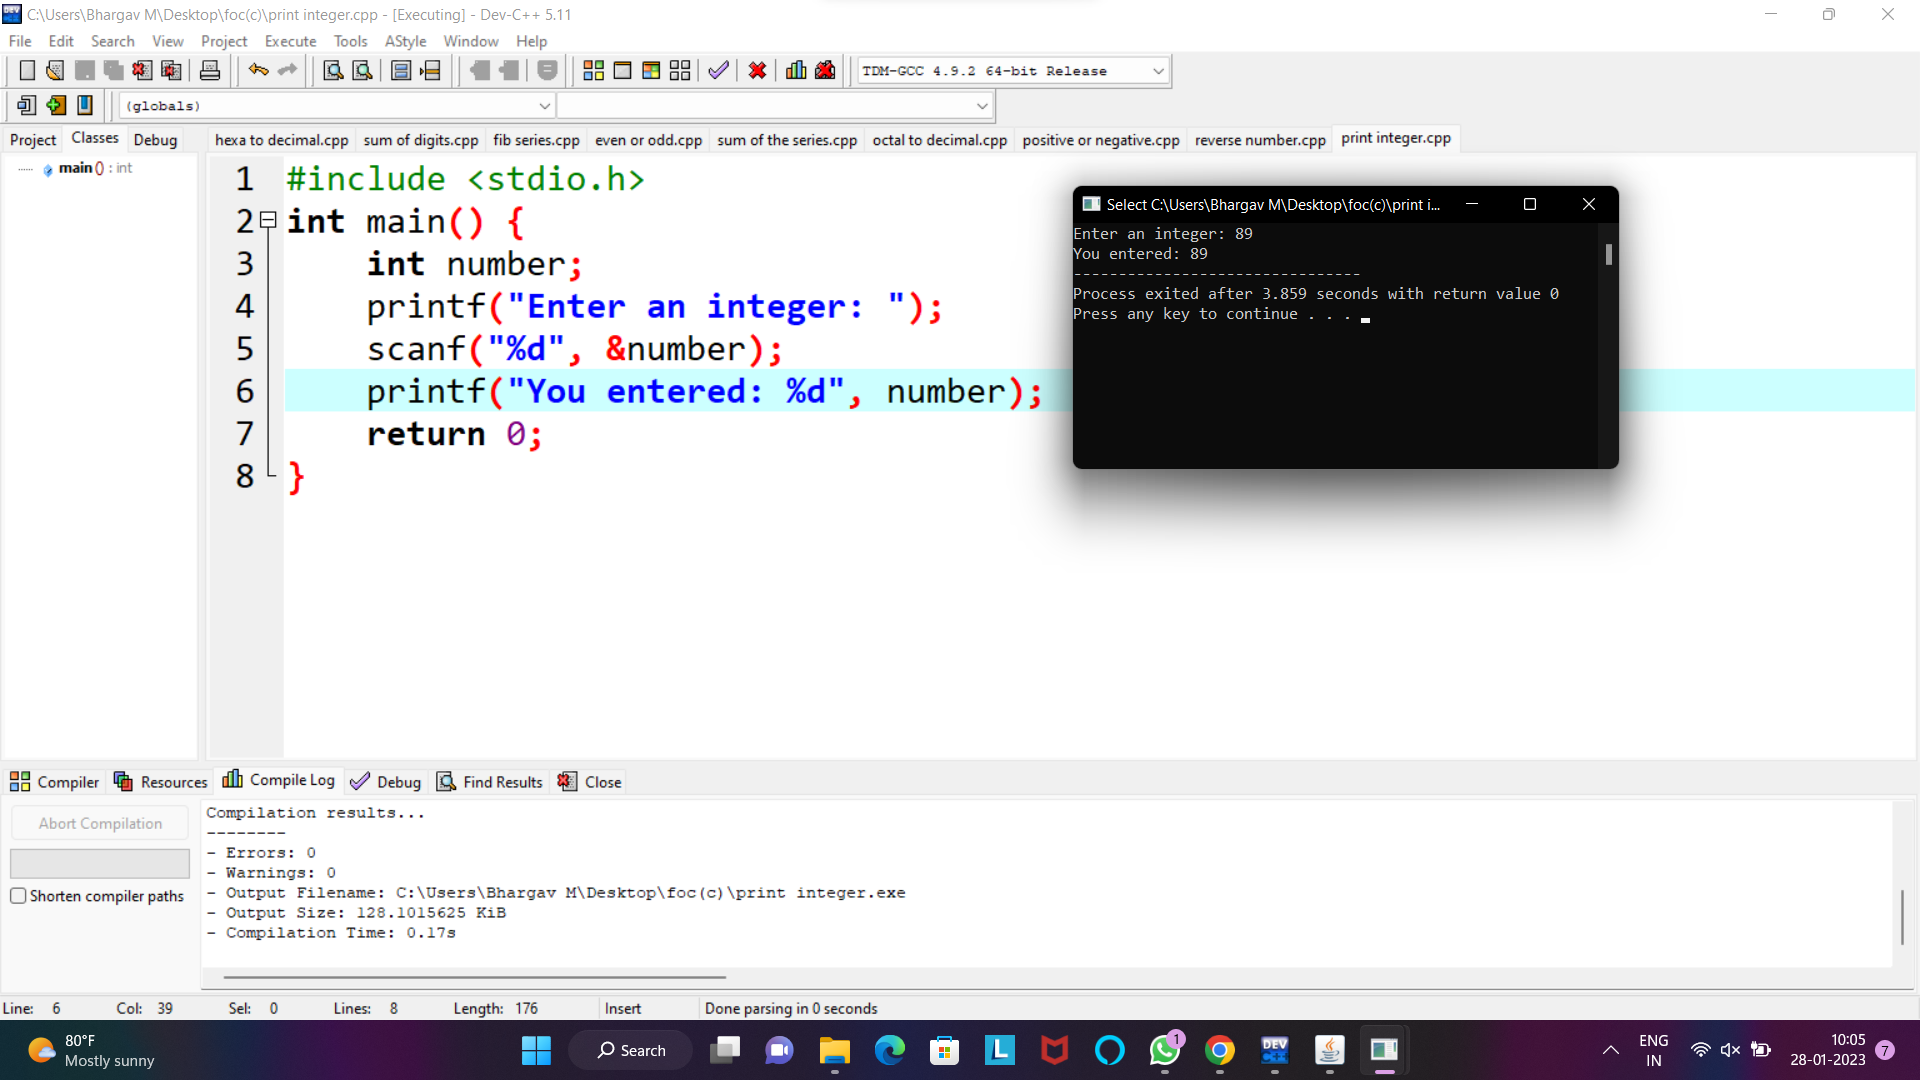 C:\Users\Bhargav M\Desktop\foc(c)\print integer.cpp - [Executing] - Dev-C++ 5.11
File Edit Search View Project Execute Tools AStyle Window Help
TDM-GCC 4.9.2 64-bit Release
(globals)
Project Classes Debug
hexa to decimal.cpp sum of digits.cpp fib series.cpp even or odd.cpp sum of the series.cpp octal to decimal.cpp positive or negative.cpp reverse number.cpp print integer.cpp
main () : int
1 #include <stdio.h>
2 int main() {
3 int number;
4 printf("Enter an integer: ");
5 scanf("%d", &number);
6 printf("You entered: %d", number);
7 return 0;
8 }
Select C:\Users\Bhargav M\Desktop\foc(c)\print i...
Enter an integer: 89
You entered: 89
--------------------------------
Process exited after 3.859 seconds with return value 0
Press any key to continue . . .
Compiler Resources Compile Log Debug Find Results Close
Abort Compilation
Shorten compiler paths
Compilation results...
--------
- Errors: 0
- Warnings: 0
- Output Filename: C:\Users\Bhargav M\Desktop\foc(c)\print integer.exe
- Output Size: 128.1015625 KiB
- Compilation Time: 0.17s
Line: 6 Col: 39 Sel: 0 Lines: 8 Length: 176 Insert Done parsing in 0 seconds
80°F
Mostly sunny
Search
L
1
DEV
C++
ENG
IN
10:05
28-01-2023
7